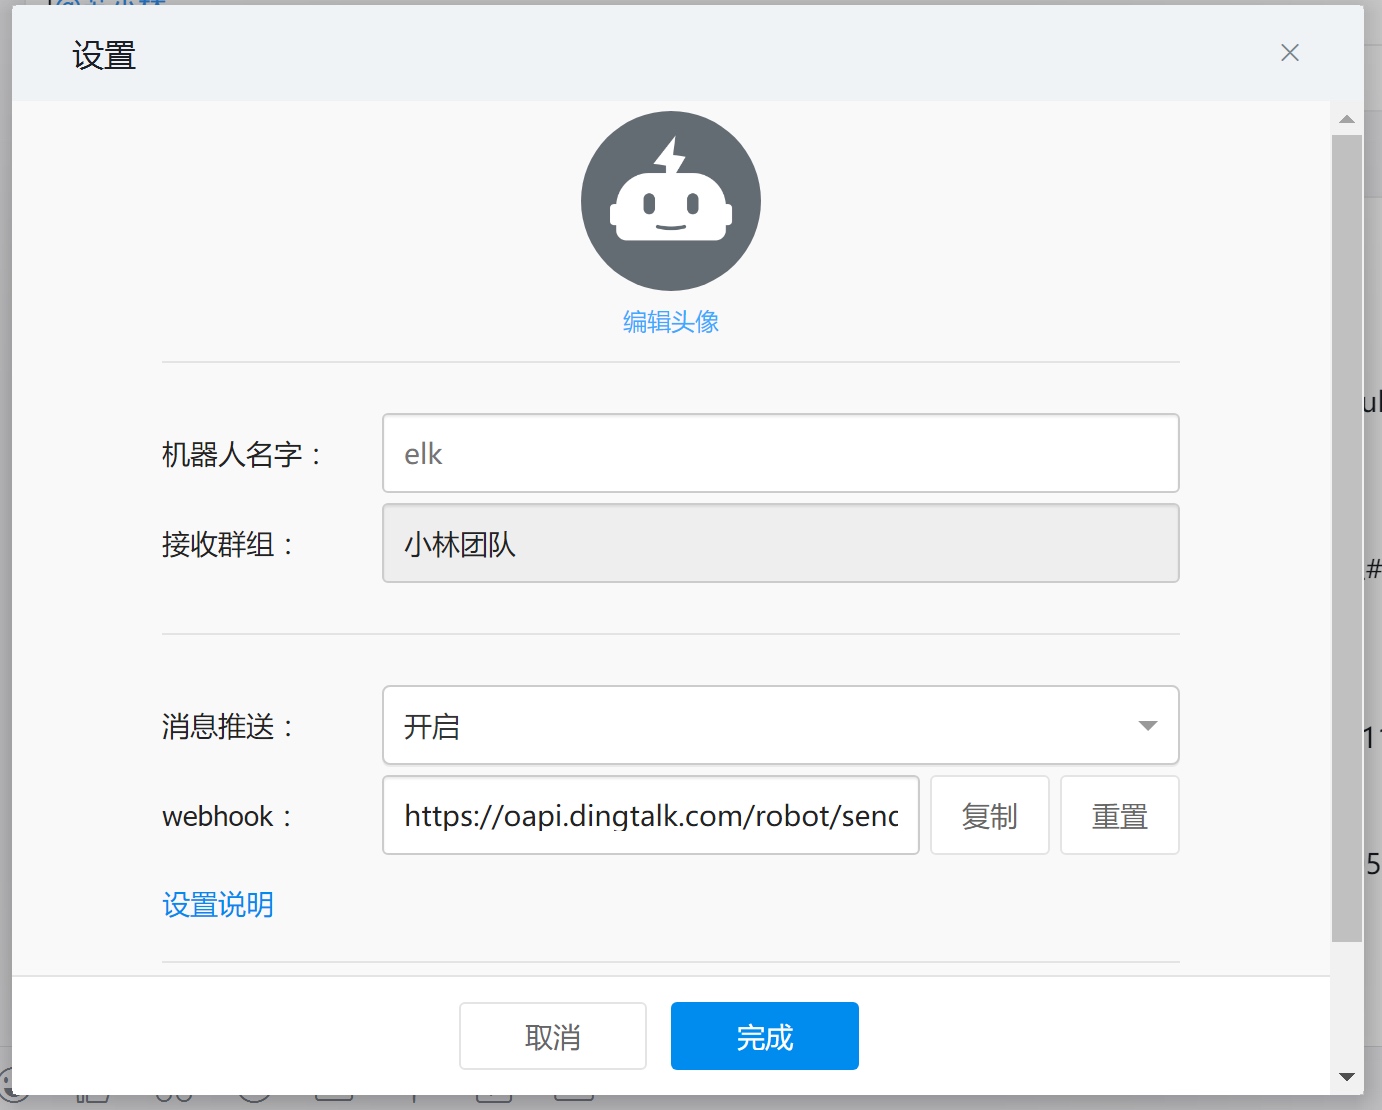 设置
编辑头像
机器人名字：
elk
接收群组：
小林团队
消息推送：
开启
webhook：
https://oapi.dingtalk.com/robot/send
复制
重置
设置说明
取消
完成